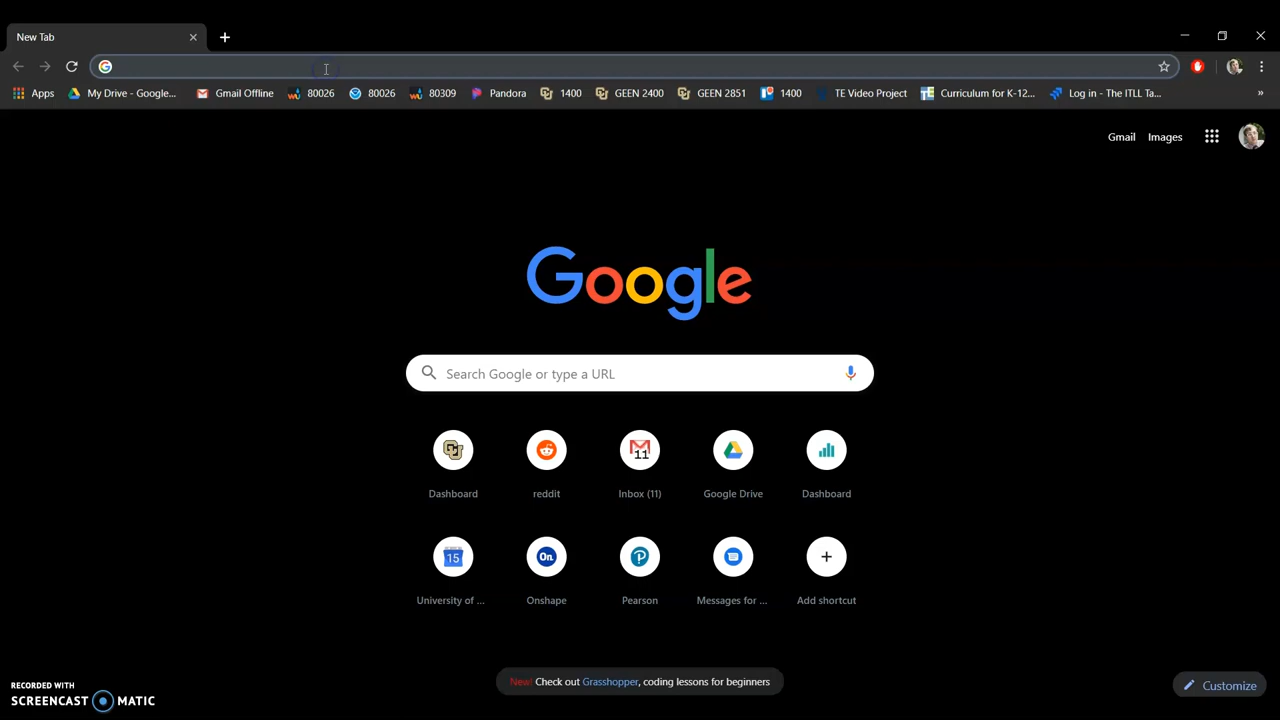 New Tab
Apps My Drive - Google... Gmail Offline 80026 80026 80309 Pandora 1400 GEEN 2400 GEEN 2851 1400 TE Video Project Curriculum for K-12... Log in - The ITLL Ta... »
Gmail Images
Google
Search Google or type a URL
11
Dashboard reddit Inbox (11) Google Drive Dashboard
15 On
University of ... Onshape Pearson Messages for ... Add shortcut
New! Check out Grasshopper, coding lessons for beginners
Customize
RECORDED WITH
SCREENCAST MATIC